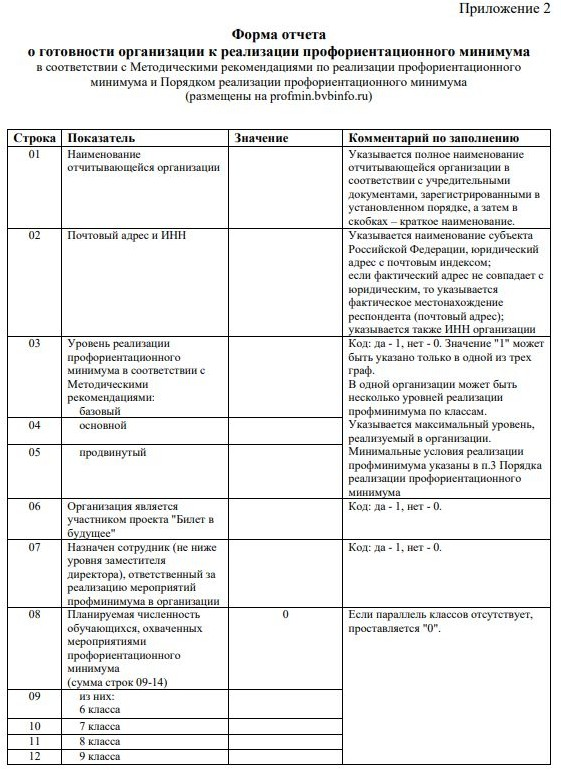 Приложение 2
Форма отчета
о готовности организации к реализации профориентационного минимума
в соответствии с Методическими рекомендациями по реализации профориентационного
минимума и Порядком реализации профориентационного минимума
(размещены на profmin.bvbinfo.ru)
Строка Показатель Значение Комментарий по заполнению
01 Наименование
отчитывающейся организации
Указывается полное наименование
отчитывающейся организации в
соответствии с учредительными
документами, зарегистрированными в
установленном порядке, а затем в
скобках – краткое наименование.
02 Почтовый адрес и ИНН
Указывается наименование субъекта
Российской Федерации, юридический
адрес с почтовым индексом;
если фактический адрес не совпадает с
юридическим, то указывается
фактическое местонахождение
респондента (почтовый адрес);
указывается также ИНН организации
03 Уровень реализации
профориентационного
минимума в соответствии с
Методическими
рекомендациями:
базовый
04 основной
05 продвинутый
Код: да - 1, нет - 0. Значение "1" может
быть указано только в одной из трех
граф.
В одной организации может быть
несколько уровней реализации
профминимума по классам.
Указывается максимальный уровень,
реализуемый в организации.
Минимальные условия реализации
профминимума указаны в п.3 Порядка
реализации профориентационного
минимума
06 Организация является
участником проекта "Билет в
будущее"
Код: да - 1, нет - 0.
07 Назначен сотрудник (не ниже
уровня заместителя
директора), ответственный за
реализацию мероприятий
профминимума в организации
Код: да - 1, нет - 0.
08 Планируемая численность
обучающихся, охваченных
мероприятиями
профориентационного
минимума
(сумма строк 09-14)
0
Если параллель классов отсутствует,
проставляется "0".
09 из них:
6 класса
10 7 класса
11 8 класса
12 9 класса